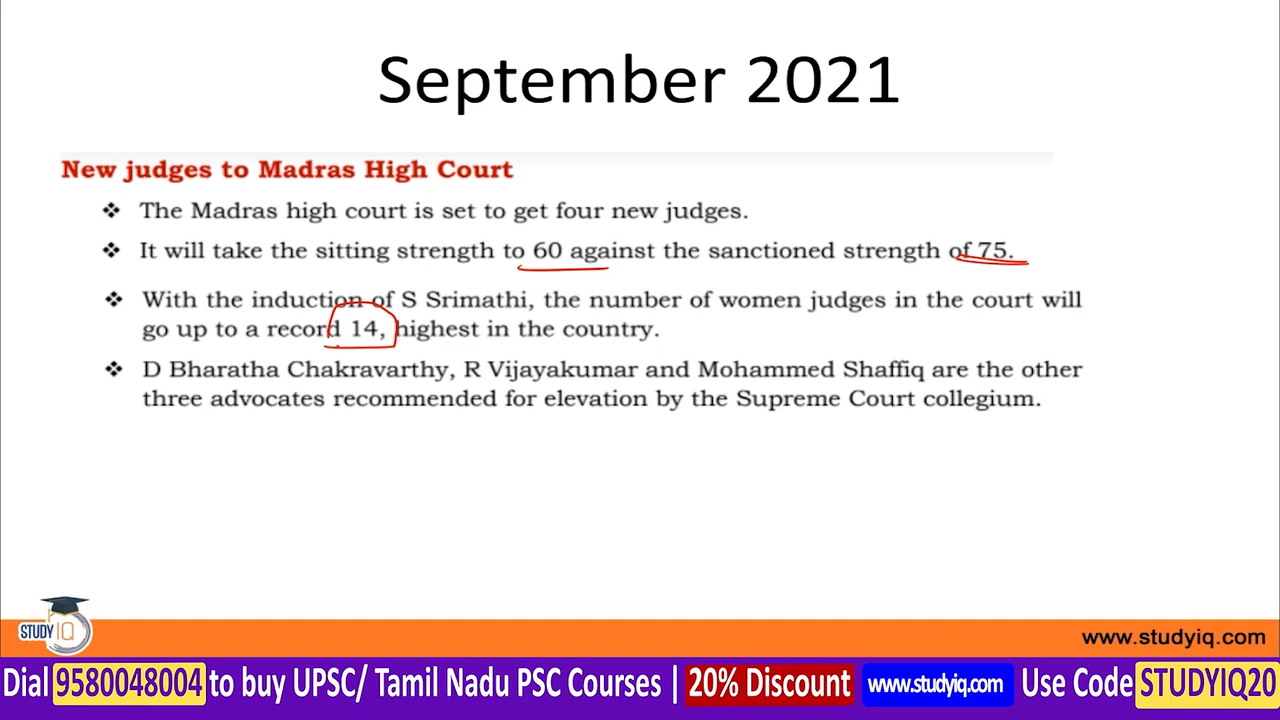 September 2021
New judges to Madras High Court
❖ The Madras high court is set to get four new judges.
❖ It will take the sitting strength to 60 against the sanctioned strength of 75.
❖ With the induction of S Srimathi, the number of women judges in the court will
go up to a record 14, highest in the country.
❖ D Bharatha Chakravarthy, R Vijayakumar and Mohammed Shaffiq are the other
three advocates recommended for elevation by the Supreme Court collegium.
STUDY IQ
www.studyiq.com
Dial 9580048004 to buy UPSC/ Tamil Nadu PSC Courses | 20% Discount www.studyiq.com Use Code STUDYIQ20